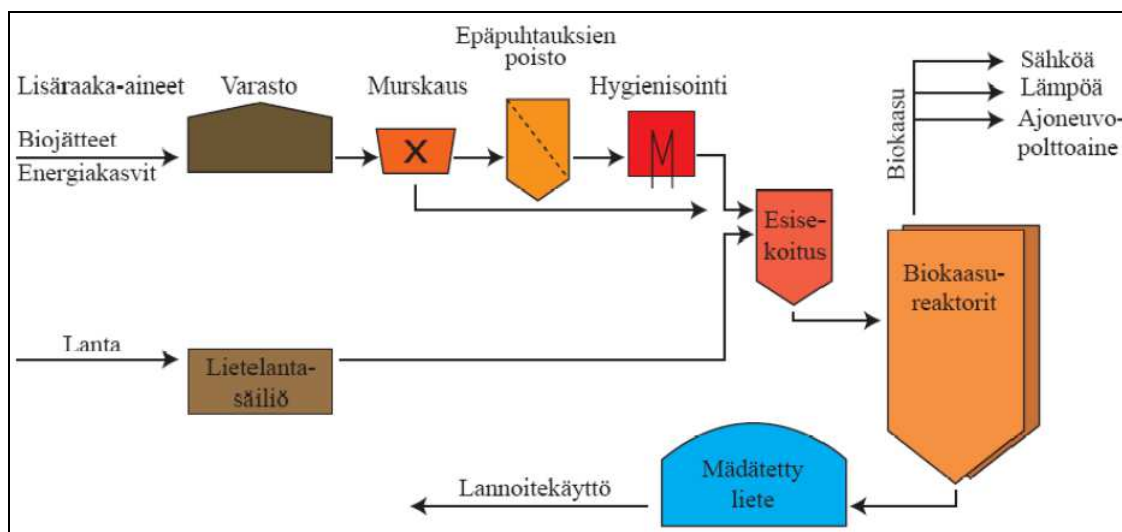 Epäpuhtauksien
poisto
Lisäraaka-aineet
Varasto
Murskaus
Hygienisointi
Biojätteet
Energiakasvit
X
M
Biokaasu
Sähköä
Lämpöä
Ajoneuvo-
polttoaine
Esise-
koitus
Biokaasu-
reaktorit
Lanta
Lietelanta-
säiliö
Mädätetty
liete
Lannoitekäyttö